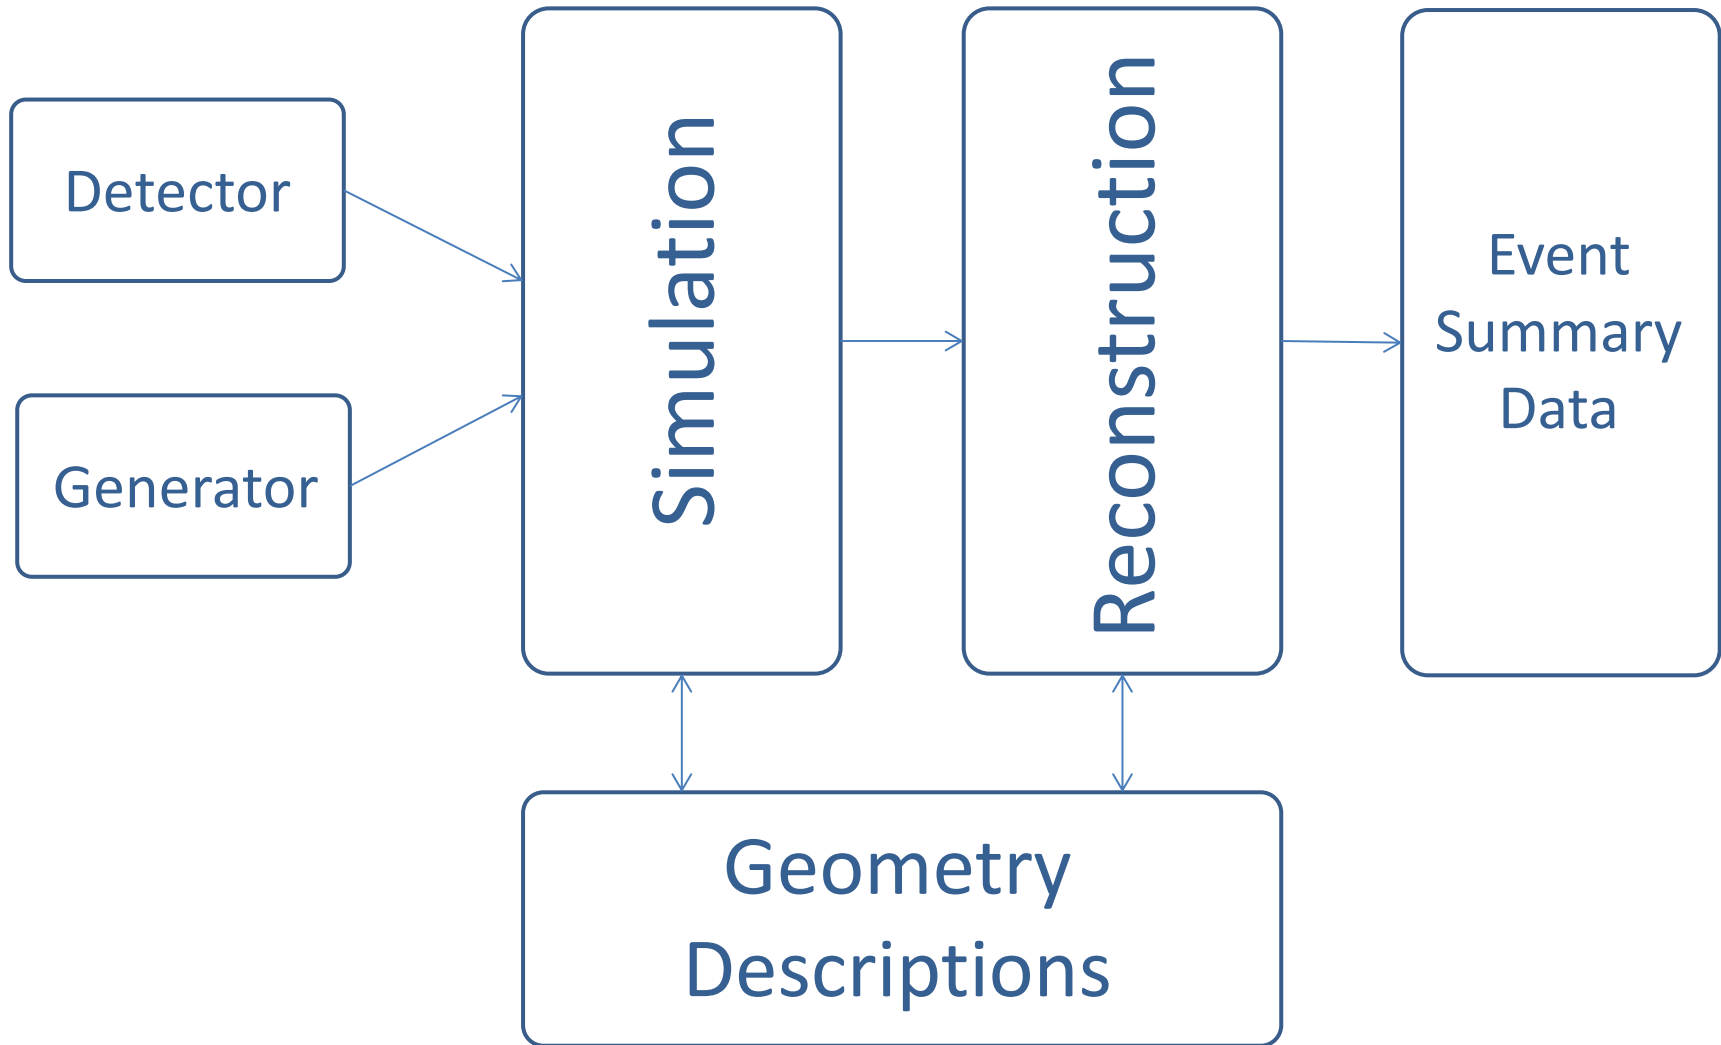 Detector
Generator
Simulation
Reconstruction
Event
Summary
Data
Geometry
Descriptions